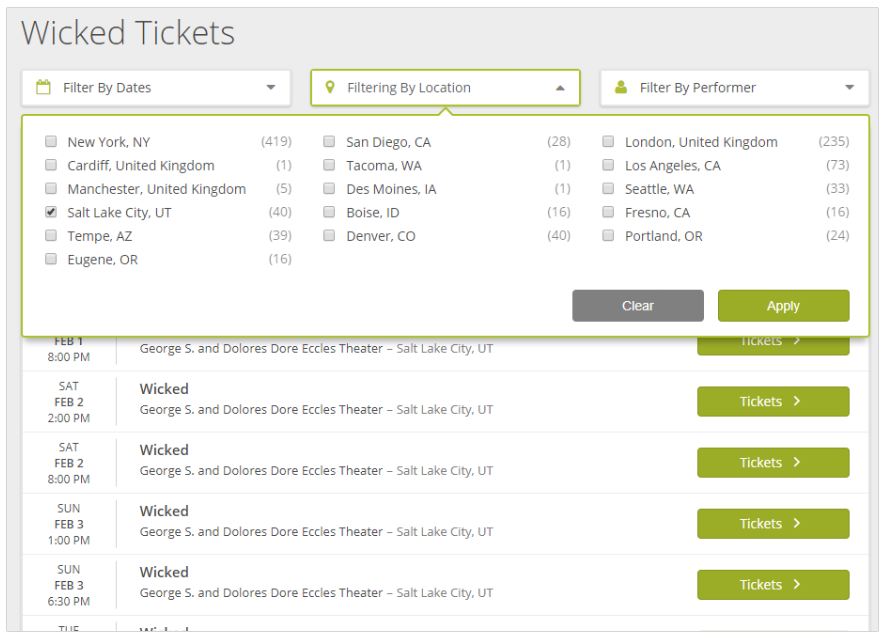 Wicked Tickets
Filter By Dates
Filtering By Location
Filter By Performer
New York, NY (419)
San Diego, CA (28)
London, United Kingdom (235)
Cardiff, United Kingdom (1)
Tacoma, WA (1)
Los Angeles, CA (73)
Manchester, United Kingdom (5)
Des Moines, IA (1)
Seattle, WA (33)
Salt Lake City, UT (40)
Boise, ID (16)
Fresno, CA (16)
Tempe, AZ (39)
Denver, CO (40)
Portland, OR (24)
Eugene, OR (16)
Clear
Apply
FEB 1
8:00 PM
George S. and Dolores Dore Eccles Theater – Salt Lake City, UT
Tickets
SAT
FEB 2
2:00 PM
Wicked
George S. and Dolores Dore Eccles Theater – Salt Lake City, UT
Tickets
SAT
FEB 2
8:00 PM
Wicked
George S. and Dolores Dore Eccles Theater – Salt Lake City, UT
Tickets
SUN
FEB 3
1:00 PM
Wicked
George S. and Dolores Dore Eccles Theater – Salt Lake City, UT
Tickets
SUN
FEB 3
6:30 PM
Wicked
George S. and Dolores Dore Eccles Theater – Salt Lake City, UT
Tickets
TUE
Wicked